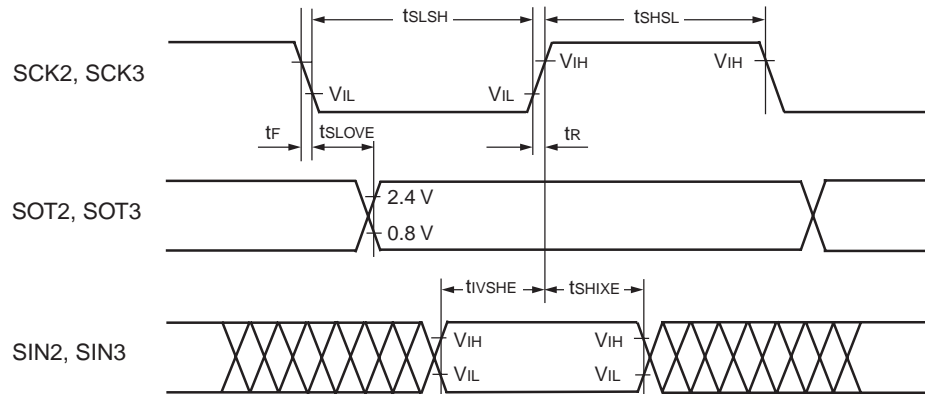 tSLSH tSHSL
SCK2, SCK3
VIH VIH
VIL VIL
tF tSLOVE tR
SOT2, SOT3
2.4 V
0.8 V
tIVSHE tSHIXE
SIN2, SIN3
VIH VIH
VIL VIL